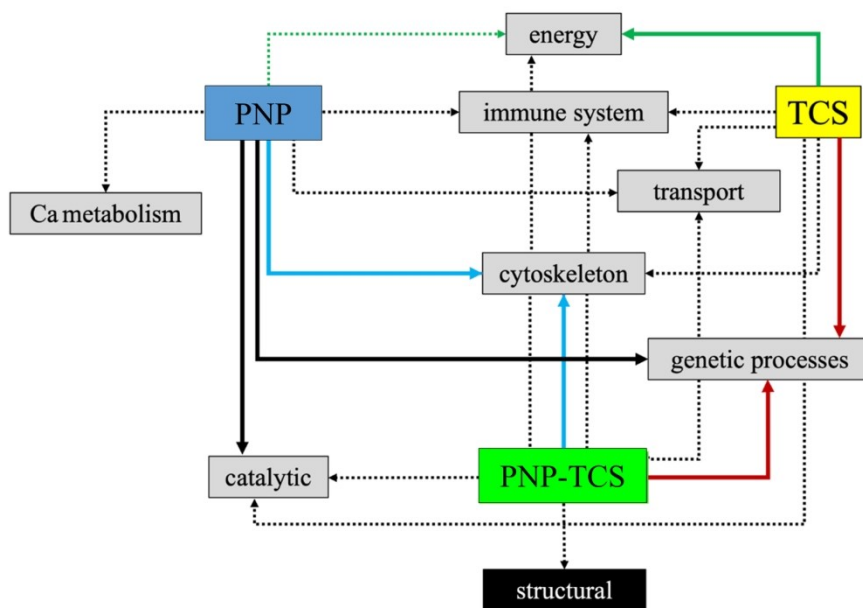 energy
PNP
immune system
TCS
transport
Ca metabolism
cytoskeleton
genetic processes
catalytic
PNP-TCS
structural